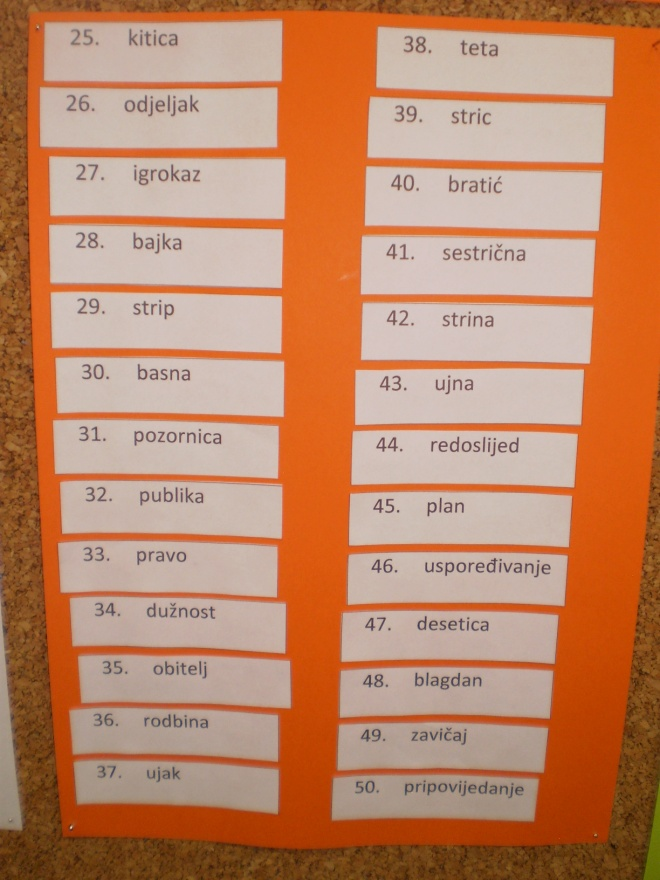 25. kitica
26. odjeljak
27. igrokaz
28. bajka
29. strip
30. basna
31. pozornica
32. publika
33. pravo
34. dužnost
35. obitelj
36. rodbina
37. ujak
38. teta
39. stric
40. bratić
41. sestrična
42. strina
43. ujna
44. redoslijed
45. plan
46. uspoređivanje
47. desetica
48. blagdan
49. zavičaj
50. pripovijedanje